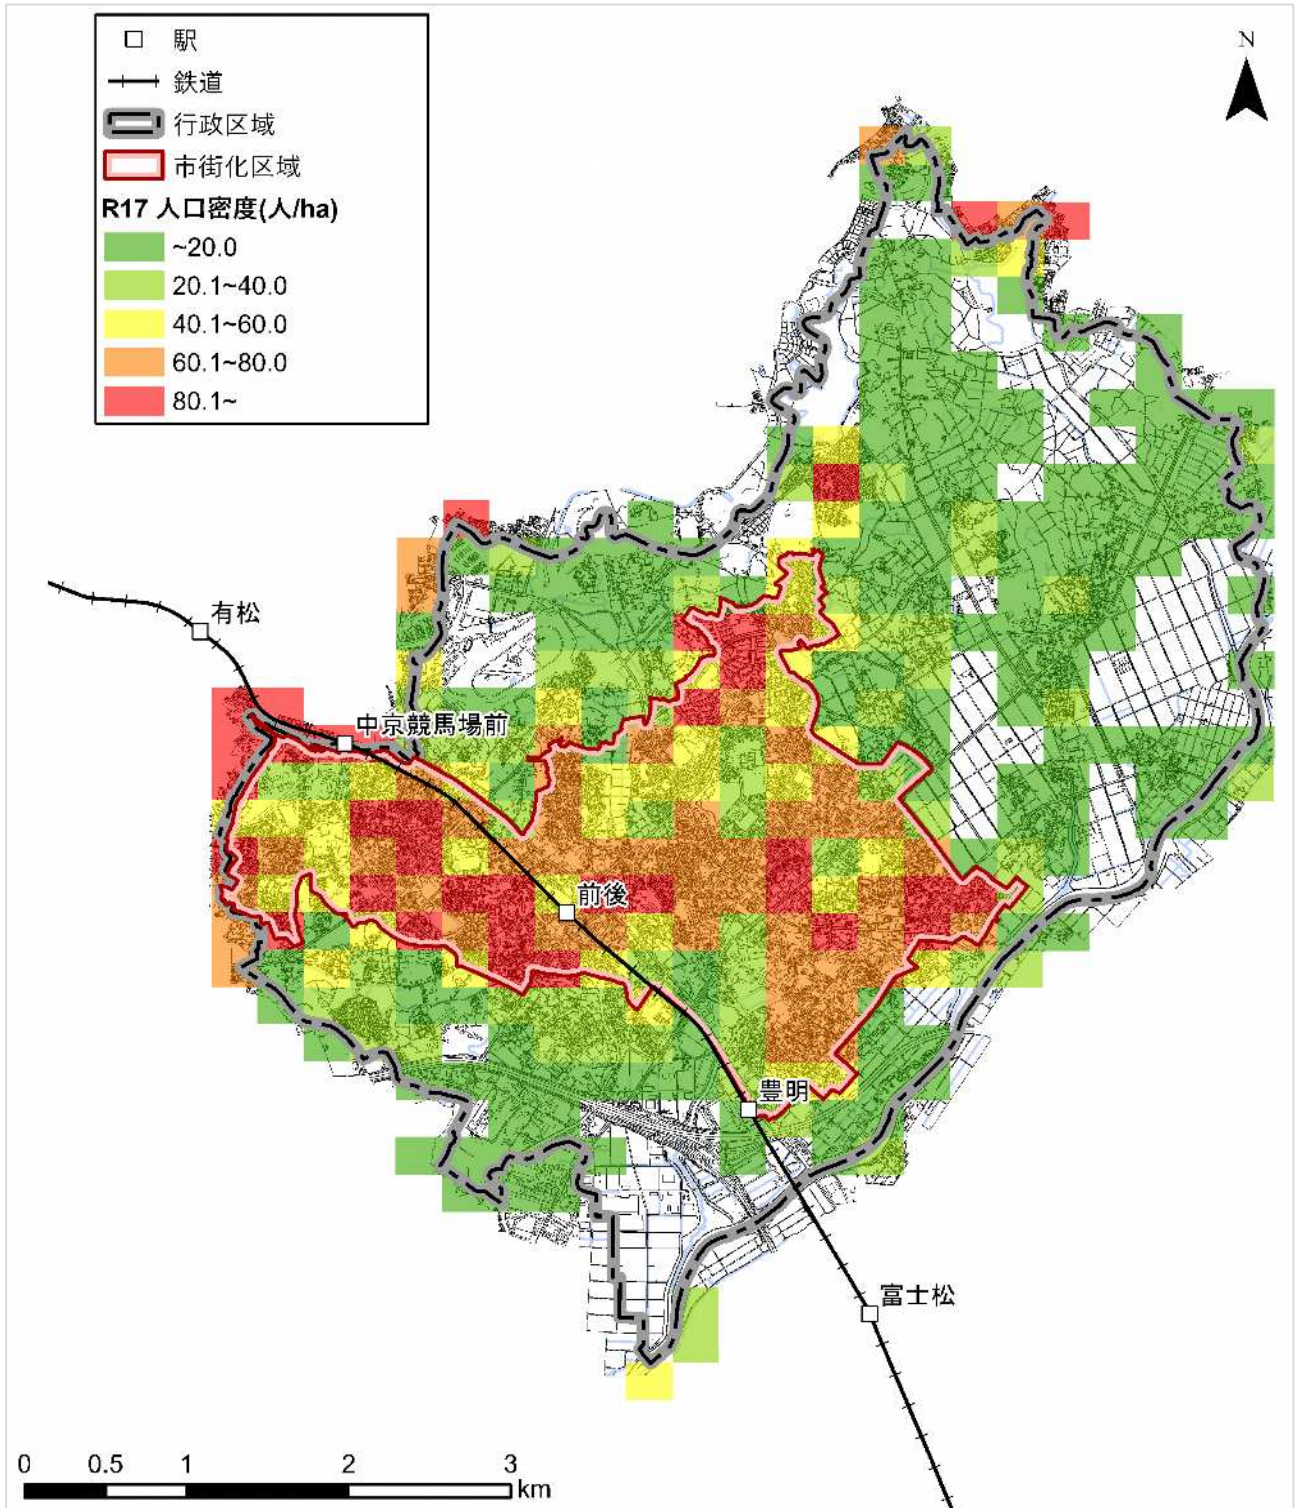 駅
鉄道
行政区域
市街化区域
R17 人口密度(人/ha)
~20.0
20.1~40.0
40.1~60.0
60.1~80.0
80.1~
N
有松
中京競馬場前
前後
豊明
富士松
0 0.5 1 2 3
km